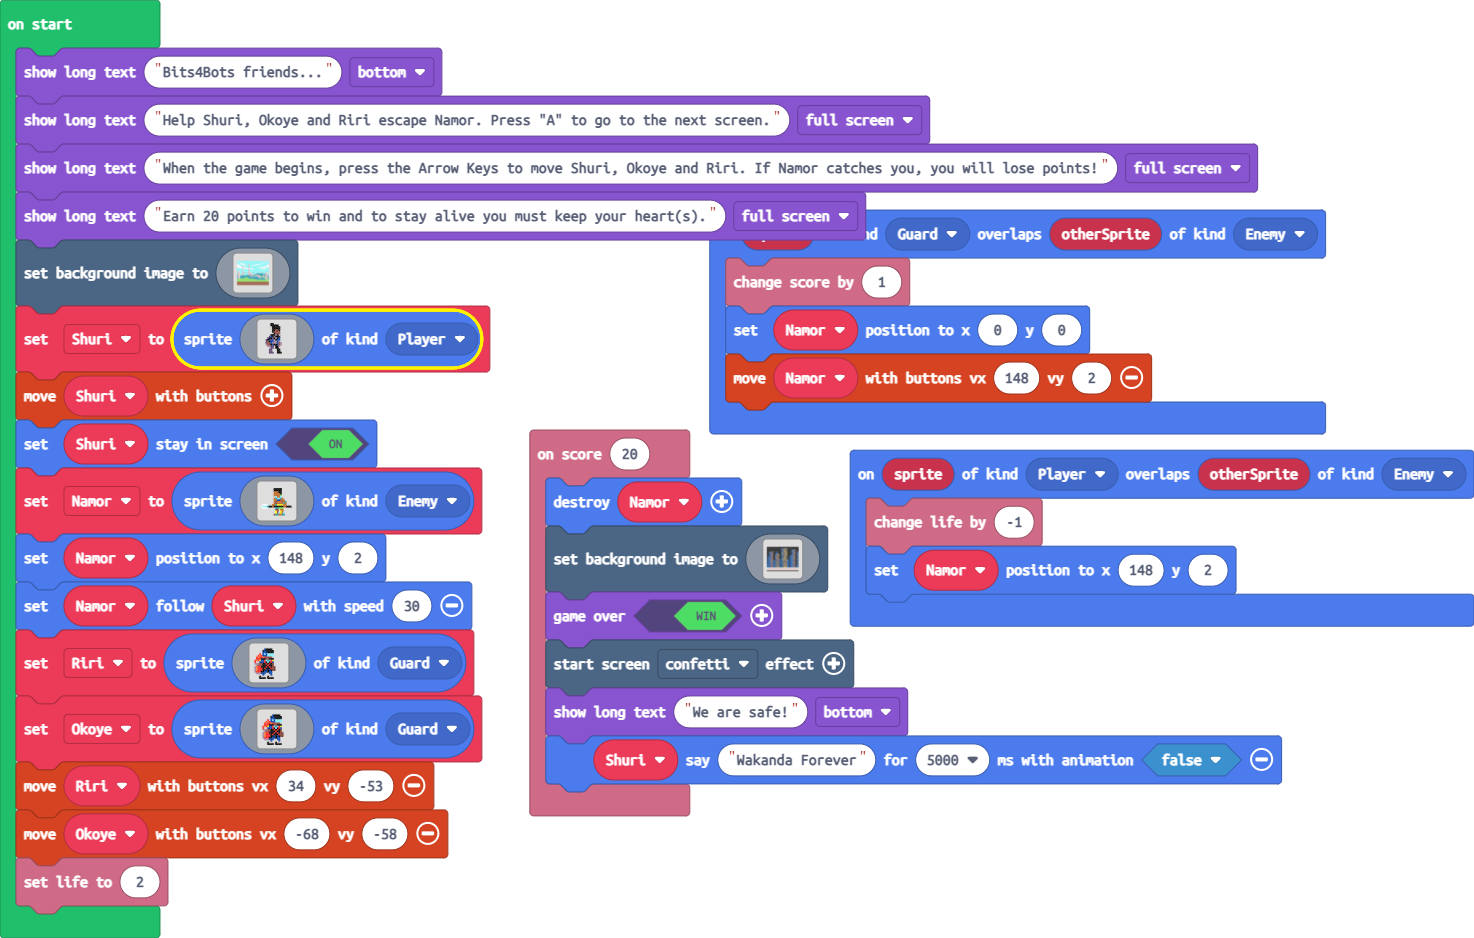 on start
show long text "Bits4Bots friends..." bottom
show long text "Help Shuri, Okoye and Riri escape Namor. Press "A" to go to the next screen." full screen
show long text "When the game begins, press the Arrow Keys to move Shuri, Okoye and Riri. If Namor catches you, you will lose points!" full screen
show long text "Earn 20 points to win and to stay alive you must keep your heart(s)." full screen
set background image to
set Shuri to sprite of kind Player
move Shuri with buttons
set Shuri stay in screen ON
set Namor to sprite of kind Enemy
set Namor position to x 148 y 2
set Namor follow Shuri with speed 30
set Riri to sprite of kind Guard
set Okoye to sprite of kind Guard
move Riri with buttons vx 34 vy -53
move Okoye with buttons vx -68 vy -58
set life to 2
Guard overlaps otherSprite of kind Enemy
change score by 1
set Namor position to x 0 y 0
move Namor with buttons vx 148 vy 2
on score 20
destroy Namor
set background image to
game over WIN
start screen confetti effect
show long text "We are safe!" bottom
Shuri say "Wakanda Forever" for 5000 ms with animation false
on sprite of kind Player overlaps otherSprite of kind Enemy
change life by -1
set Namor position to x 148 y 2